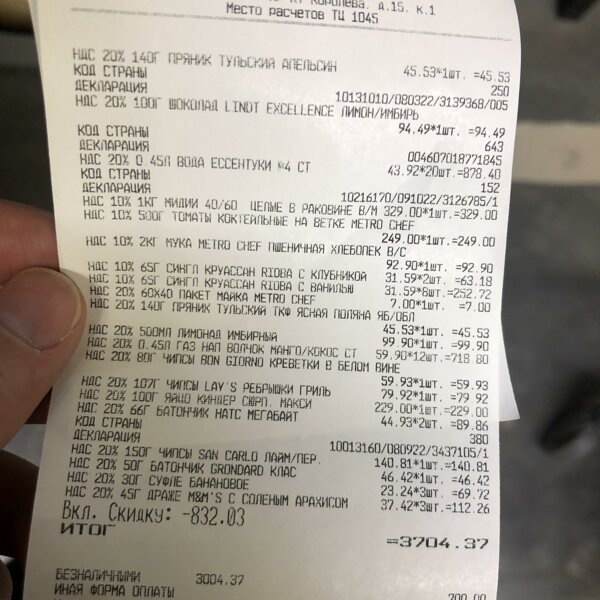 Королева, д.15, к.1
Место расчетов ТЦ 1045
НДС 20% 140Г ПРЯНИК ТУЛЬСКИЙ АПЕЛЬСИН
45.53*1шт. =45.53
КОД СТРАНЫ 250
ДЕКЛАРАЦИЯ 10131010/080322/3139368/005
НДС 20% 100Г ШОКОЛАД LINDT EXCELLENCE ЛИМОН/ИМБИРЬ
94.49*1шт. =94.49
КОД СТРАНЫ 643
ДЕКЛАРАЦИЯ 004607018771845
НДС 20% 0.45Л ВОДА ЕССЕНТУКИ №4 СТ 43.92*20шт.=878.40
КОД СТРАНЫ 152
ДЕКЛАРАЦИЯ 10216170/091022/3126785/1
НДС 10% 1КГ МИДИИ 40/60 ЦЕЛЫЕ В РАКОВИНЕ В/М 329.00*1шт.=329.00
НДС 10% 500Г ТОМАТЫ КОКТЕЙЛЬНЫЕ НА ВЕТКЕ METRO CHEF
249.00*1шт.=249.00
НДС 10% 2КГ МУКА METRO CHEF ПШЕНИЧНАЯ ХЛЕБОПЕК В/С
92.90*1шт. =92.90
НДС 10% 65Г СИНГЛ КРУАССАН RIOBA С КЛУБНИКОЙ 31.59*2шт. =63.18
НДС 10% 65Г СИНГЛ КРУАССАН RIOBA С ВАНИЛЬЮ 31.59*8шт.=252.72
НДС 20% 60X40 ПАКЕТ МАЙКА METRO CHEF 7.00*1шт. =7.00
НДС 20% 140Г ПРЯНИК ТУЛЬСКИЙ ТКФ ЯСНАЯ ПОЛЯНА ЯБ/ОБЛ
45.53*1шт. =45.53
НДС 20% 500МЛ ЛИМОНАД ИМБИРНЫЙ 99.90*1шт. =99.90
НДС 20% 0.45Л ГАЗ НАП ВОЛЧОК МАНГО/КОКОС СТ 59.90*12шт.=718.80
НДС 20% 80Г ЧИПСЫ BON GIORNO КРЕВЕТКИ В БЕЛОМ ВИНЕ
59.93*1шт. =59.93
НДС 20% 107Г ЧИПСЫ LAY'S РЕБРЫШКИ ГРИЛЬ 79.92*1шт. =79.92
НДС 20% 100Г ЯЙЦО КИНДЕР СЮРП. МАКСИ 229.00*1шт.=229.00
НДС 20% 66Г БАТОНЧИК НАТС МЕГАБАЙТ 44.93*2шт.=89.86
КОД СТРАНЫ 380
ДЕКЛАРАЦИЯ 10013160/080922/3437105/1
НДС 20% 150Г ЧИПСЫ SAN CARLO ЛАЙМ/ПЕР. 140.81*1шт.=140.81
НДС 20% 50Г БАТОНЧИК GRONDARD КЛАС 46.42*1шт. =46.42
НДС 20% 30Г СУФЛЕ БАНАНОВОЕ 23.24*3шт. =69.72
НДС 20% 45Г ДРАЖЕ M&M'S С СОЛЕНЫМ АРАХИСОМ 37.42*3шт.=112.26
Вкл. Скидку: -832.03
ИТОГ =3704.37
БЕЗНАЛИЧНЫМИ 3004.37
ИНАЯ ФОРМА ОПЛАТЫ 700.00